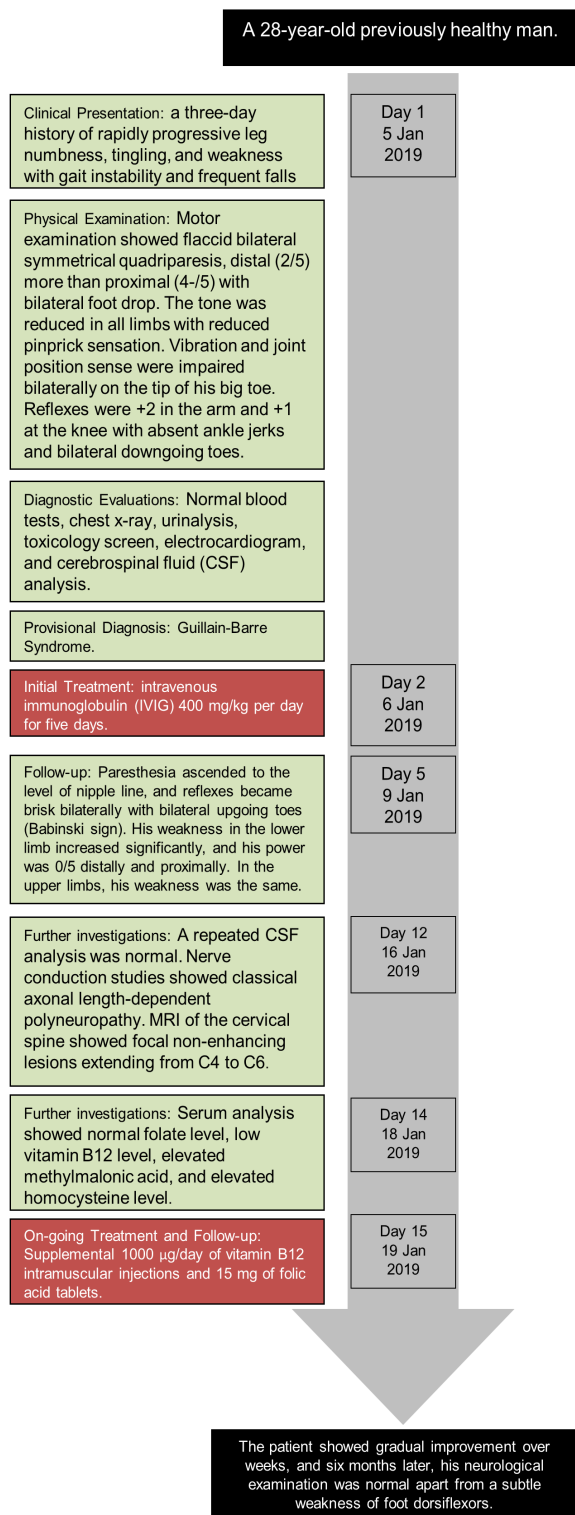 A 28-year-old previously healthy man.
Clinical Presentation: a three-day
history of rapidly progressive leg
numbness, tingling, and weakness
with gait instability and frequent falls
Day 1
5 Jan
2019
Physical Examination: Motor
examination showed flaccid bilateral
symmetrical quadriparesis, distal (2/5)
more than proximal (4-/5) with
bilateral foot drop. The tone was
reduced in all limbs with reduced
pinprick sensation. Vibration and joint
position sense were impaired
bilaterally on the tip of his big toe.
Reflexes were +2 in the arm and +1
at the knee with absent ankle jerks
and bilateral downgoing toes.
Diagnostic Evaluations: Normal blood
tests, chest x-ray, urinalysis,
toxicology screen, electrocardiogram,
and cerebrospinal fluid (CSF)
analysis.
Provisional Diagnosis: Guillain-Barre
Syndrome.
Initial Treatment: intravenous
immunoglobulin (IVIG) 400 mg/kg per day
for five days.
Day 2
6 Jan
2019
Follow-up: Paresthesia ascended to the
level of nipple line, and reflexes became
brisk bilaterally with bilateral upgoing toes
(Babinski sign). His weakness in the lower
limb increased significantly, and his power
was 0/5 distally and proximally. In the
upper limbs, his weakness was the same.
Day 5
9 Jan
2019
Further investigations: A repeated CSF
analysis was normal. Nerve
conduction studies showed classical
axonal length-dependent
polyneuropathy. MRI of the cervical
spine showed focal non-enhancing
lesions extending from C4 to C6.
Day 12
16 Jan
2019
Further investigations: Serum analysis
showed normal folate level, low
vitamin B12 level, elevated
methylmalonic acid, and elevated
homocysteine level.
Day 14
18 Jan
2019
On-going Treatment and Follow-up:
Supplemental 1000 µg/day of vitamin B12
intramuscular injections and 15 mg of folic
acid tablets.
Day 15
19 Jan
2019
The patient showed gradual improvement over
weeks, and six months later, his neurological
examination was normal apart from a subtle
weakness of foot dorsiflexors.